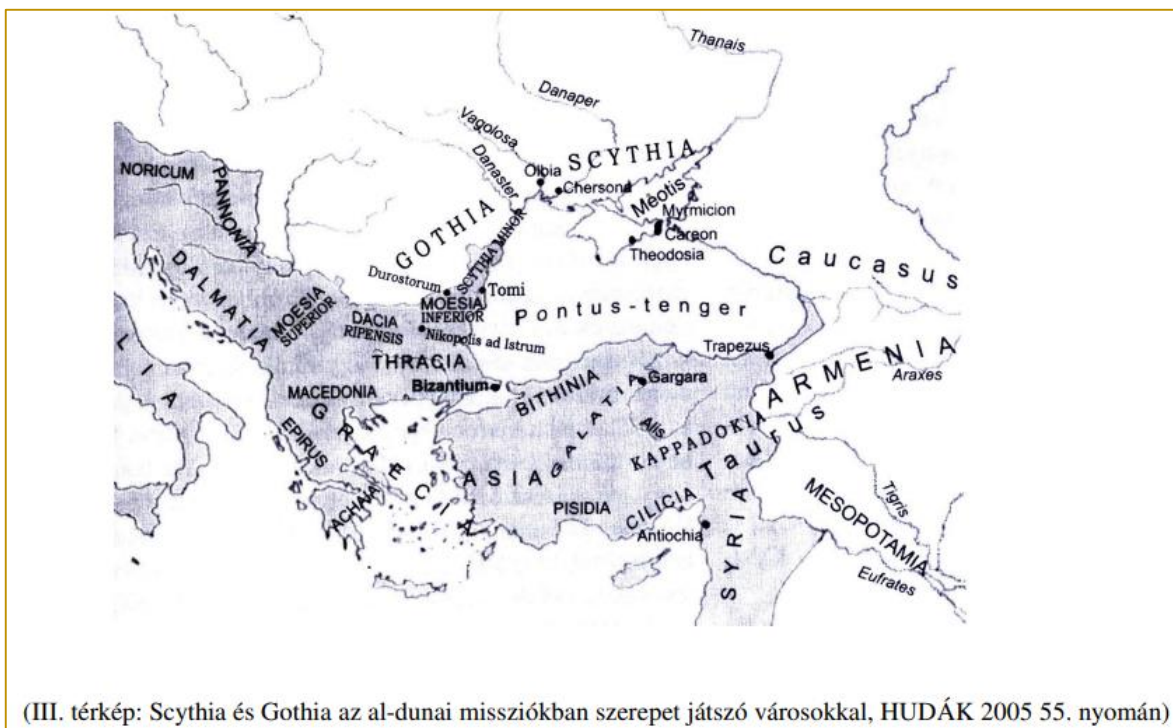 Thanais
Danaper
Vagolosa
Danaster
SCYTHIA
Olbia
Chersond
Mèotis
Myrmicion
Careon
Theodosia
NORICUM
PANNONIA
GOTHIA
SCYTHIA MINOR
Caucasus
DALMATIA
Durostorum
Tomi
MOESIA
INFERIOR
MOESIA
SUPERIOR
DACIA
RIPENSIS
Nikopolis ad Istrum
Pontus-tenger
THRACIA
Trapezus
ARMENIA
Araxes
LIA
MACEDONIA
Bizantium
BITHINIA
Gargara
GRAECIA
EPIRUS
GALATIA
Alis
KAPPADOKIA
Taurus
ASIA
ACHAIA
PISIDIA
CILICIA
Antiochia
SYRIA
MESOPOTAMIA
Tigris
Eufrates
(III. térkép: Scythia és Gothia az al-dunai missziókban szerepet játszó városokkal, HUDÁK 2005 55. nyomán)